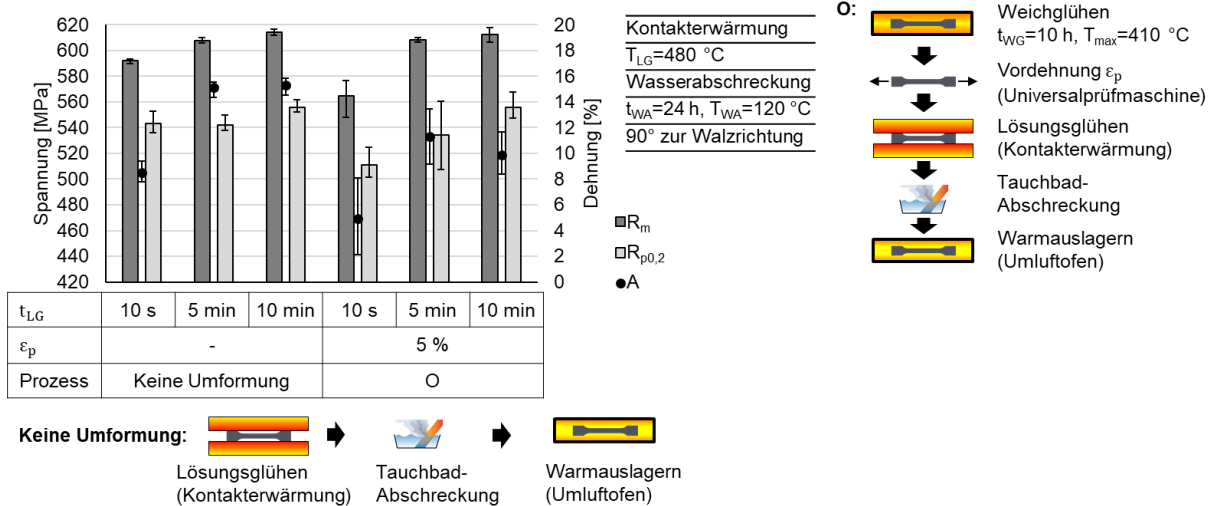 620
600
580
560
540
520
500
480
460
440
420
Spannung [MPa]
20
18
16
14
12
10
8
6
4
2
0
Dehnung [%]
R_m
R_p0,2
A
t_LG 10 s 5 min 10 min 10 s 5 min 10 min
ε_p - 5 %
Prozess Keine Umformung O
Kontakterwärmung
T_LG=480 °C
Wasserabschreckung
t_WA=24 h, T_WA=120 °C
90° zur Walzrichtung
O:
Weichglühen
t_WG=10 h, T_max=410 °C
Vordehnung ε_p
(Universalprüfmaschine)
Lösungsglühen
(Kontakterwärmung)
Tauchbad-
Abschreckung
Warmauslagern
(Umluftofen)
Keine Umformung:
Lösungsglühen
(Kontakterwärmung)
Tauchbad-
Abschreckung
Warmauslagern
(Umluftofen)